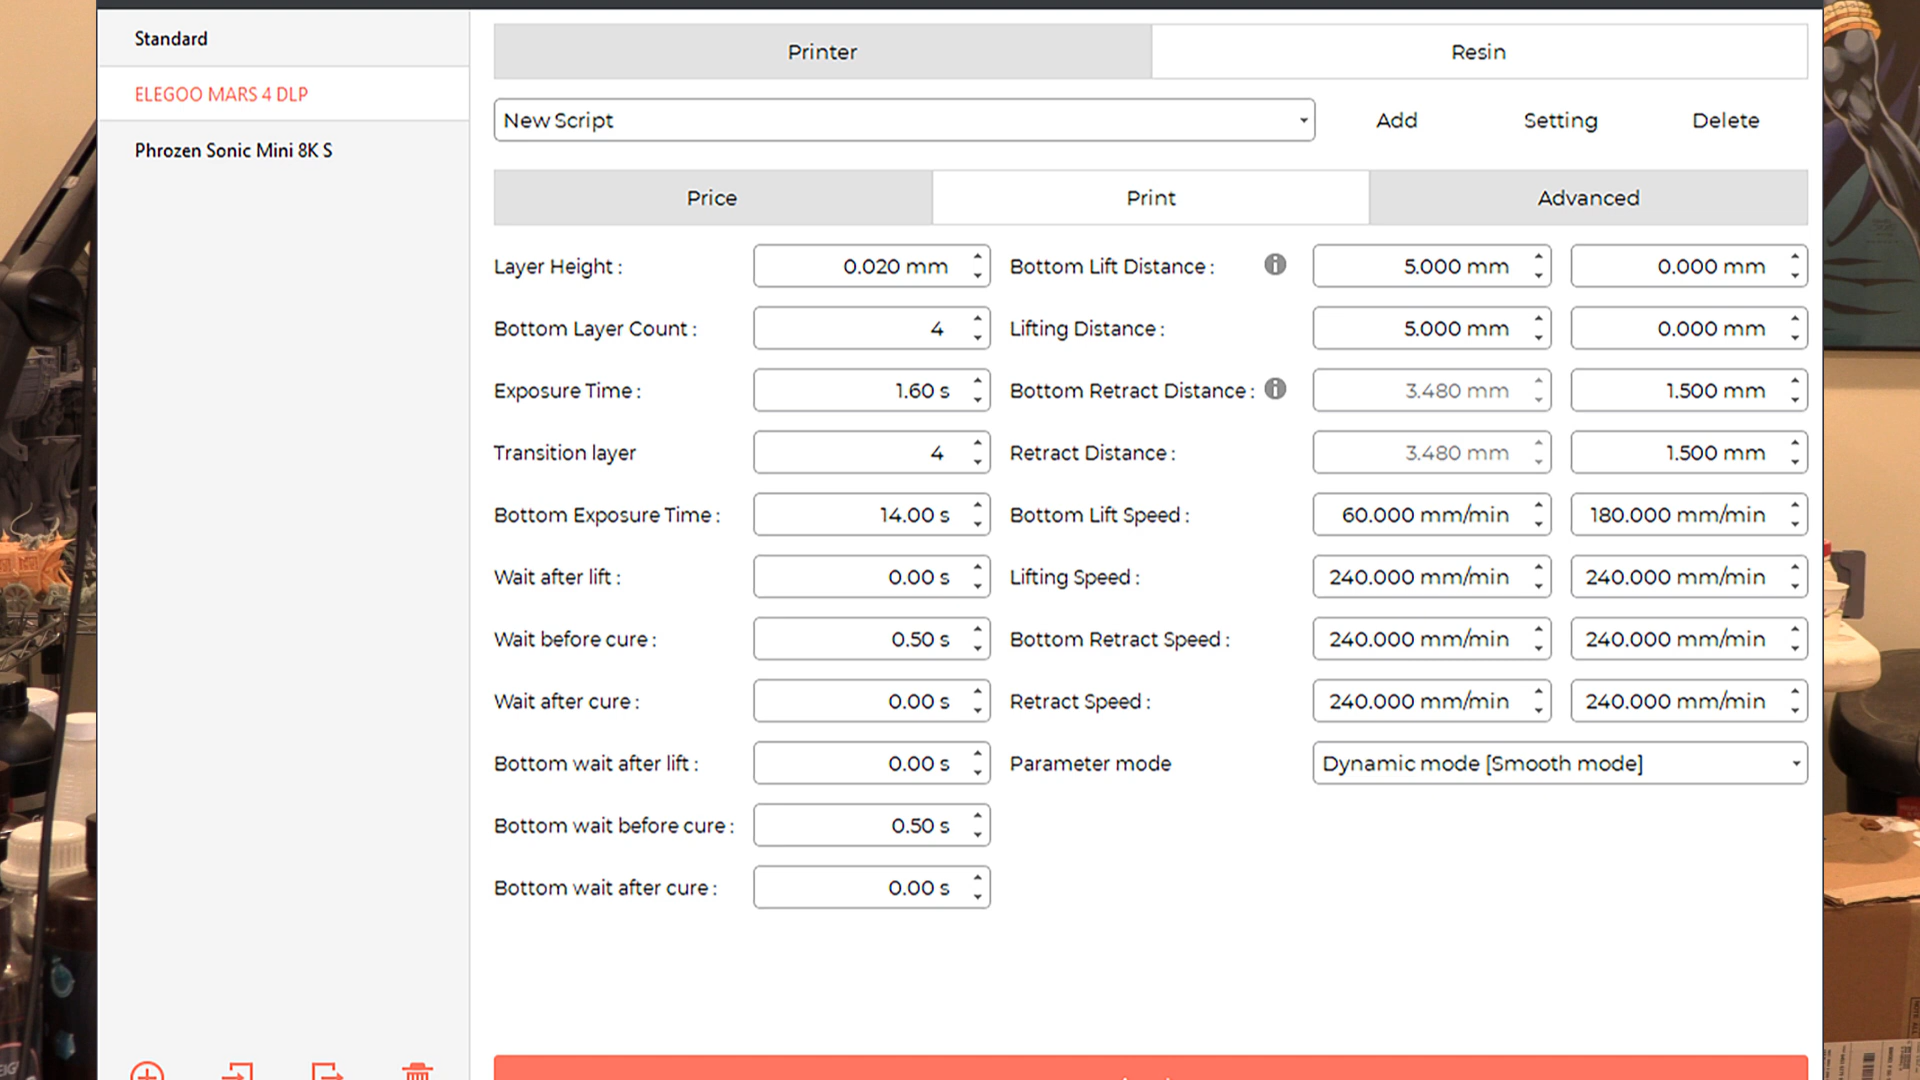 Standard
ELEGOO MARS 4 DLP
Phrozen Sonic Mini 8K S
Printer Resin
New Script Add Setting Delete
Price Print Advanced
Layer Height : 0.020 mm Bottom Lift Distance : 5.000 mm 0.000 mm
Bottom Layer Count : 4 Lifting Distance : 5.000 mm 0.000 mm
Exposure Time : 1.60 s Bottom Retract Distance : 3.480 mm 1.500 mm
Transition layer 4 Retract Distance : 3.480 mm 1.500 mm
Bottom Exposure Time : 14.00 s Bottom Lift Speed : 60.000 mm/min 180.000 mm/min
Wait after lift : 0.00 s Lifting Speed : 240.000 mm/min 240.000 mm/min
Wait before cure : 0.50 s Bottom Retract Speed : 240.000 mm/min 240.000 mm/min
Wait after cure : 0.00 s Retract Speed : 240.000 mm/min 240.000 mm/min
Bottom wait after lift : 0.00 s Parameter mode Dynamic mode [Smooth mode]
Bottom wait before cure : 0.50 s
Bottom wait after cure : 0.00 s